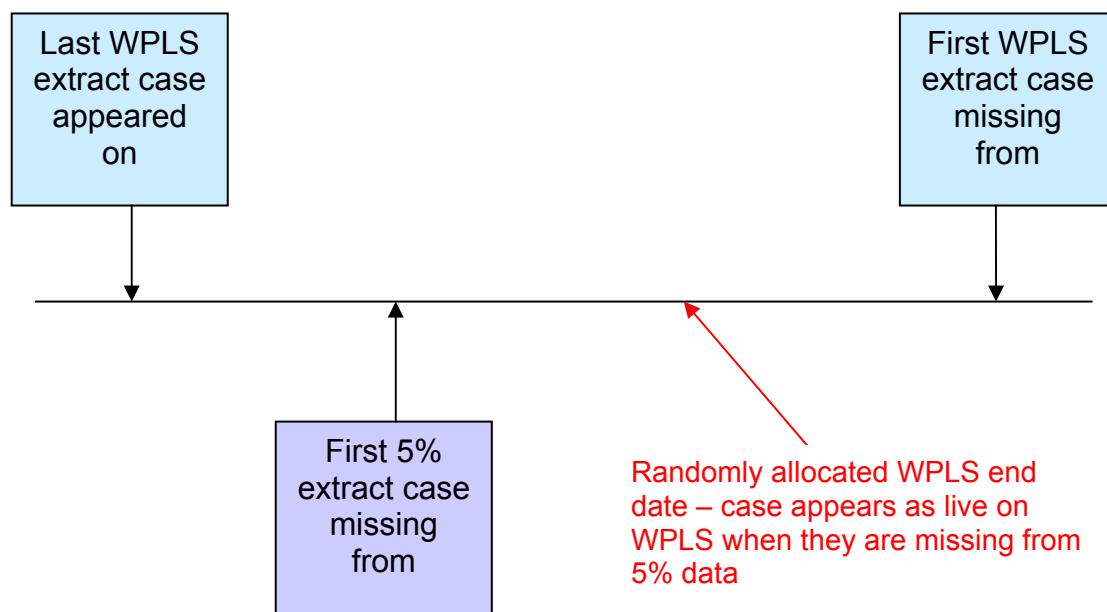 Last WPLS
extract case
appeared
on
First WPLS
extract case
missing
from
First 5%
extract case
missing
from
Randomly allocated WPLS end
date – case appears as live on
WPLS when they are missing from
5% data